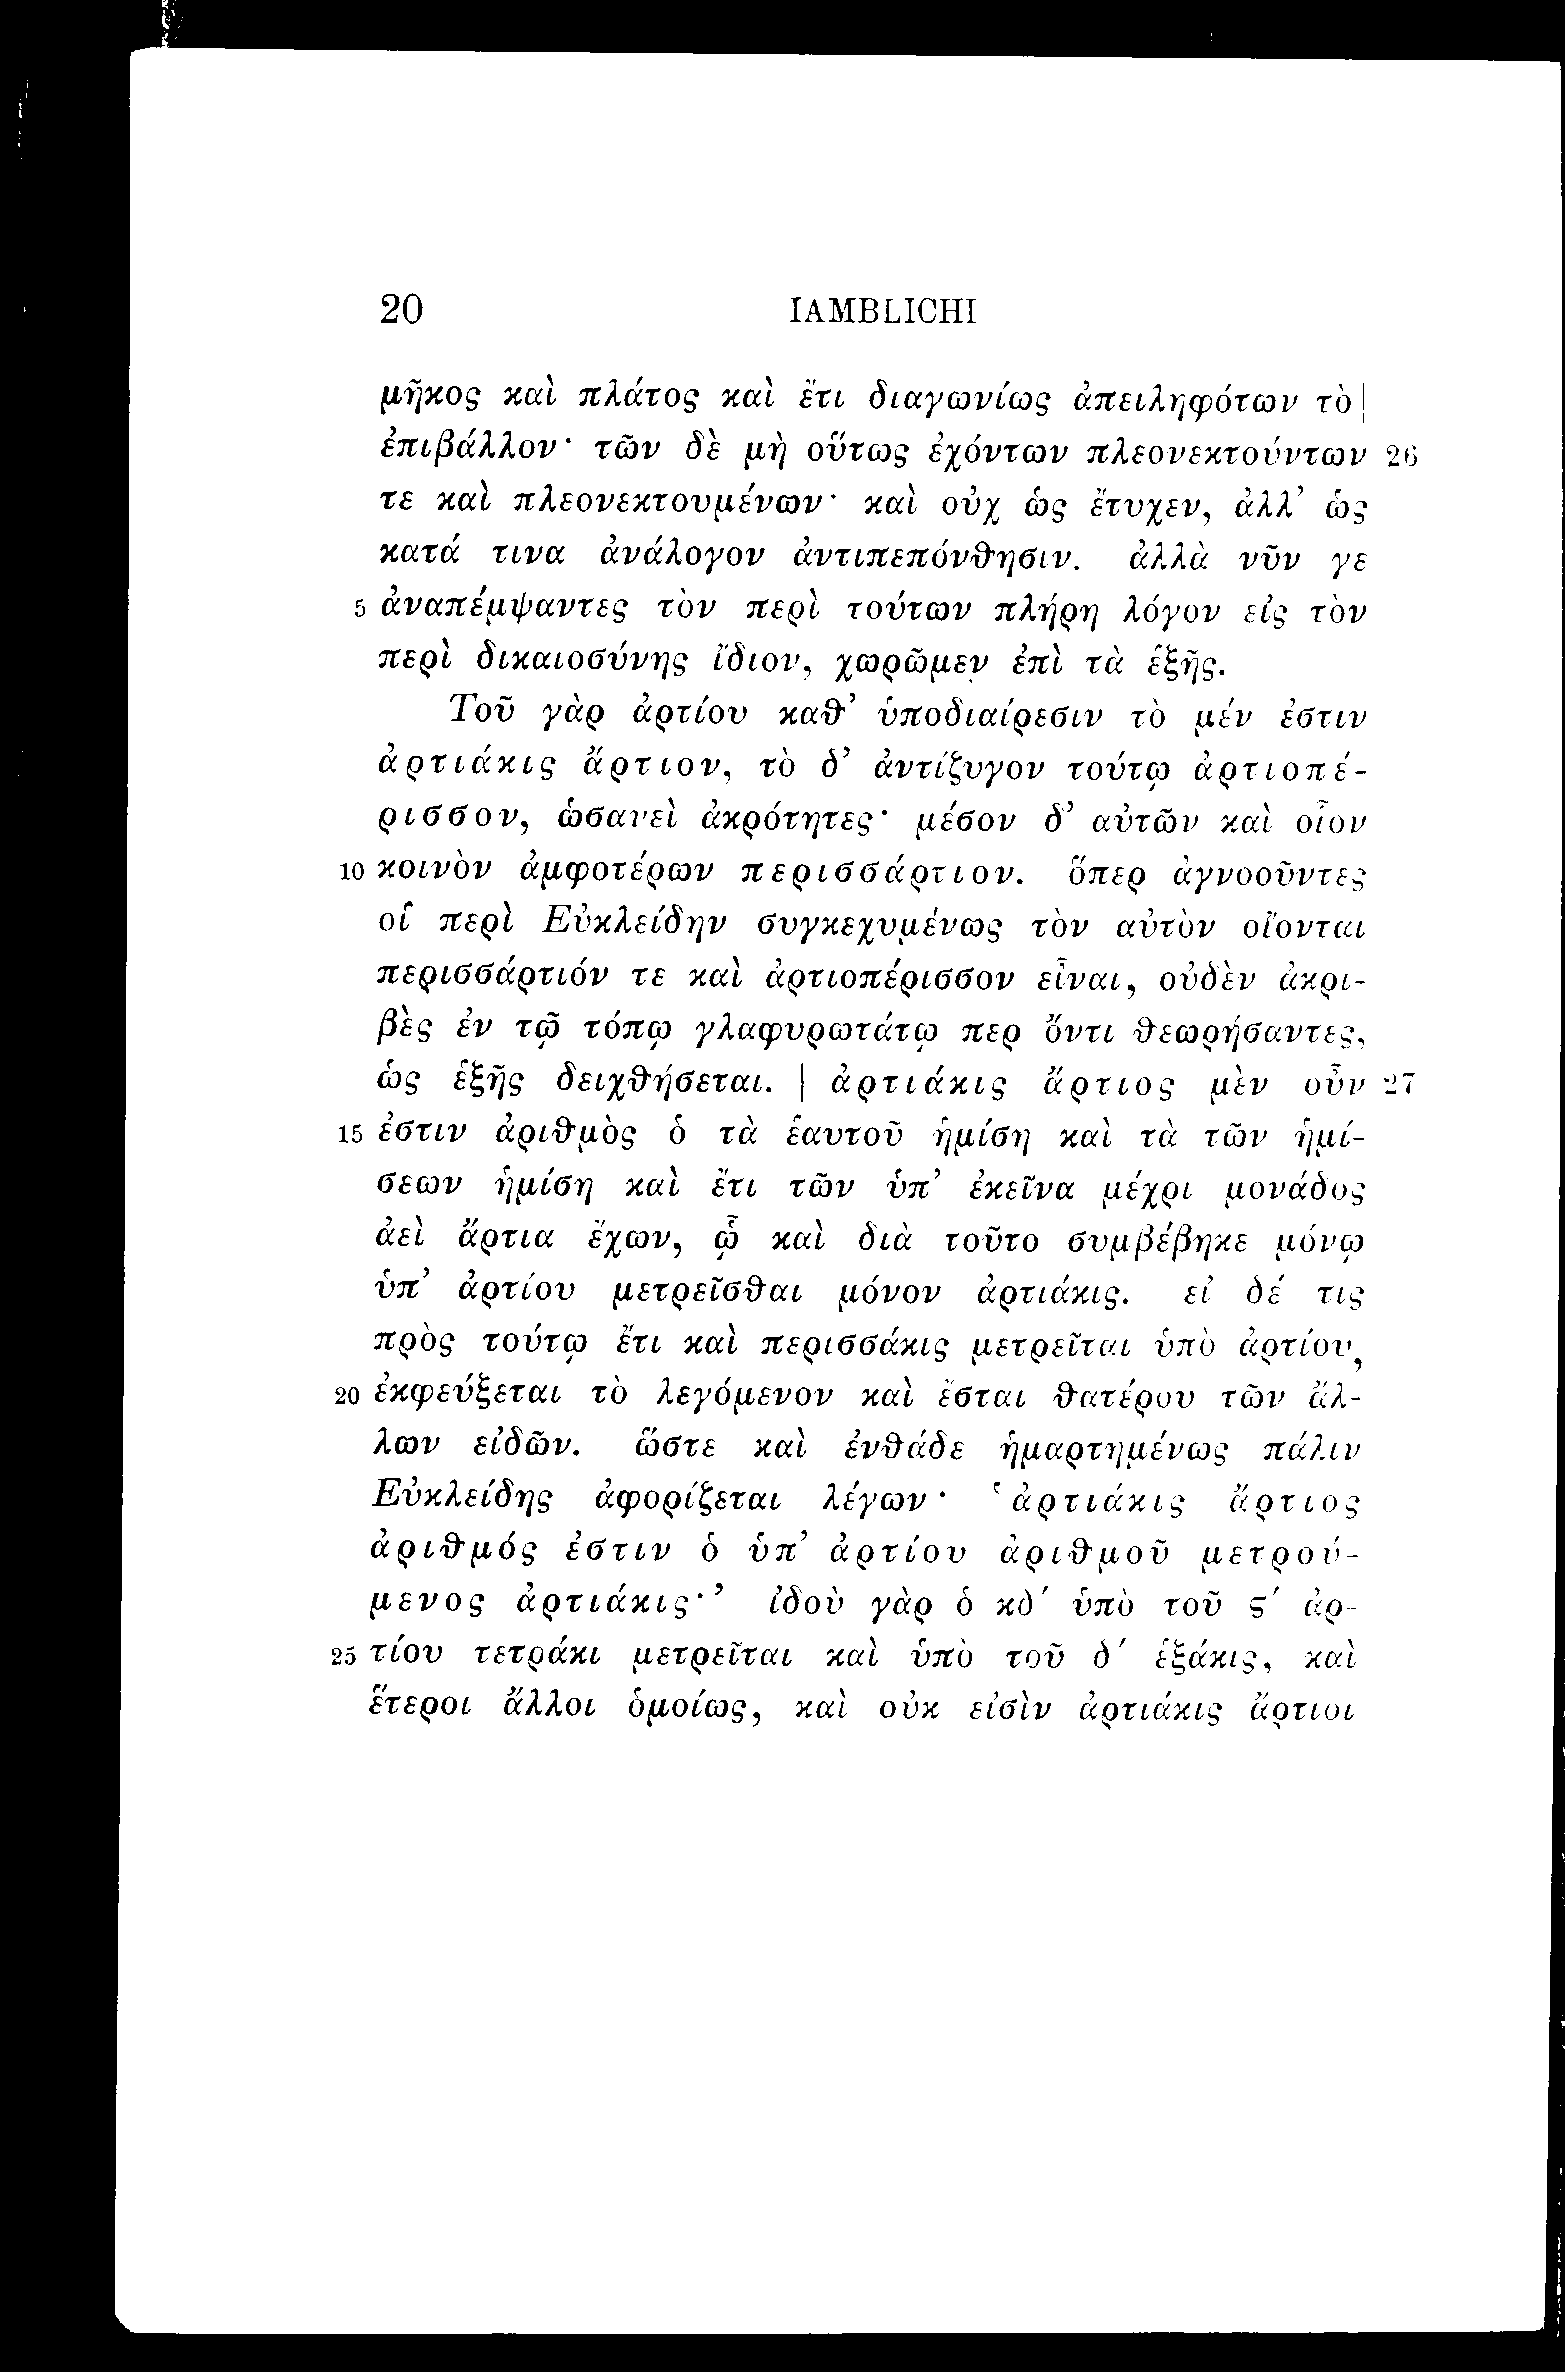 20 IAMBLICHI
μῆκος καὶ πλάτος καὶ ἔτι διαγωνίως ἀπειληφότων τὸ |
ἐπιβάλλον· τῶν δὲ μὴ οὕτως ἐχόντων πλεονεκτούντων 26
τε καὶ πλεονεκτουμένων· καὶ οὐχ ὡς ἔτυχεν, ἀλλ’ ὡς
κατά τινα ἀνάλογον ἀντιπεπόνθησιν. ἀλλὰ νῦν γε
5 ἀναπέμψαντες τὸν περὶ τούτων πλήρη λόγον εἰς τὸν
περὶ δικαιοσύνης ἴδιον, χωρῶμεν ἐπὶ τὰ ἑξῆς.
Τοῦ γὰρ ἀρτίου καθ’ ὑποδιαίρεσιν τὸ μέν ἐστιν
ἀρτιάκις ἄρτιον, τὸ δ’ ἀντίζυγον τούτῳ ἀρτιοπέ-
ρισσον, ὡσανεὶ ἀκρότητες· μέσον δ’ αὐτῶν καὶ οἷον
10 κοινὸν ἀμφοτέρων περισσάρτιον. ὅπερ ἀγνοοῦντες
οἱ περὶ Εὐκλείδην συγκεχυμένως τὸν αὐτὸν οἴονται
περισσάρτιόν τε καὶ ἀρτιοπέρισσον εἶναι, οὐδὲν ἀκρι-
βὲς ἐν τῷ τόπῳ γλαφυρωτάτῳ περ ὄντι θεωρήσαντες,
ὡς ἑξῆς δειχθήσεται. | ἀρτιάκις ἄρτιος μὲν οὖν 27
15 ἐστιν ἀριθμὸς ὁ τὰ ἑαυτοῦ ἡμίση καὶ τὰ τῶν ἡμί-
σεων ἡμίση καὶ ἔτι τῶν ὑπ’ ἐκεῖνα μέχρι μονάδος
ἀεὶ ἄρτια ἔχων, ᾧ καὶ διὰ τοῦτο συμβέβηκε μόνῳ
ὑπ’ ἀρτίου μετρεῖσθαι μόνον ἀρτιάκις. εἰ δέ τις
πρὸς τούτῳ ἔτι καὶ περισσάκις μετρεῖται ὑπὸ ἀρτίου,
20 ἐκφεύξεται τὸ λεγόμενον καὶ ἔσται θατέρου τῶν ἄλ-
λων εἰδῶν. ὥστε καὶ ἐνθάδε ἡμαρτημένως πάλιν
Εὐκλείδης ἀφορίζεται λέγων· ‘ἀρτιάκις ἄρτιος
ἀριθμός ἐστιν ὁ ὑπ’ ἀρτίου ἀριθμοῦ μετρού-
μενος ἀρτιάκις·’ ἰδοὺ γὰρ ὁ κδ΄ ὑπὸ τοῦ ϛ΄ ἀρ-
25 τίου τετράκι μετρεῖται καὶ ὑπὸ τοῦ δ΄ ἑξάκις, καὶ
ἕτεροι ἄλλοι ὁμοίως, καὶ οὐκ εἰσὶν ἀρτιάκις ἄρτιοι